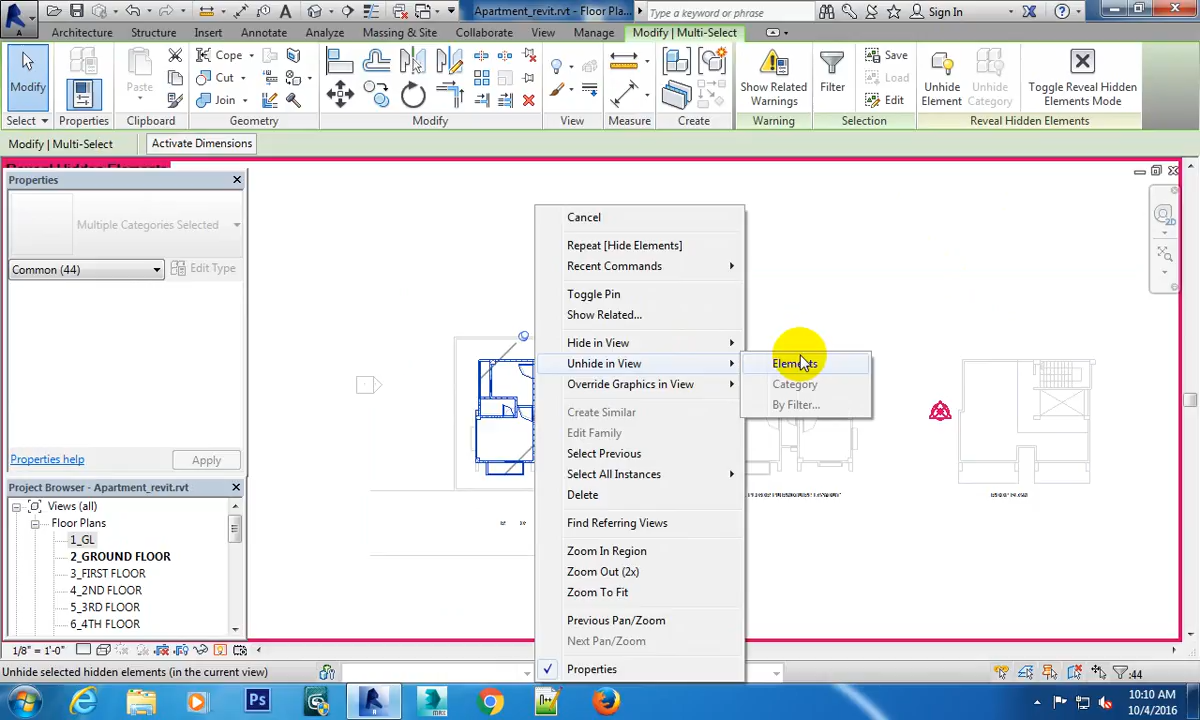 Apartment_revit.rvt - Floor Plan...
Type a keyword or phrase
Sign In
Architecture
Structure
Insert
Annotate
Analyze
Massing & Site
Collaborate
View
Manage
Modify | Multi-Select
Modify
Paste
Cope
Cut
Join
Show Related
Warnings
Filter
Save
Load
Edit
Unhide
Element
Unhide
Category
Toggle Reveal Hidden
Elements Mode
Select
Properties
Clipboard
Geometry
Modify
View
Measure
Create
Warning
Selection
Reveal Hidden Elements
Modify | Multi-Select
Activate Dimensions
Reveal Hidden Elements
Properties
Multiple Categories Selected
Common (44)
Edit Type
Properties help
Apply
Project Browser - Apartment_revit.rvt
Views (all)
Floor Plans
1_GL
2_GROUND FLOOR
3_FIRST FLOOR
4_2ND FLOOR
5_3RD FLOOR
6_4TH FLOOR
Cancel
Repeat [Hide Elements]
Recent Commands
Toggle Pin
Show Related...
Hide in View
Unhide in View
Override Graphics in View
Create Similar
Edit Family
Select Previous
Select All Instances
Delete
Find Referring Views
Zoom In Region
Zoom Out (2x)
Zoom To Fit
Previous Pan/Zoom
Next Pan/Zoom
Properties
Elements
Category
By Filter...
2D
1/8" = 1'-0"
Unhide selected hidden elements (in the current view)
:44
Ps
MAX
10:10 AM
10/4/2016